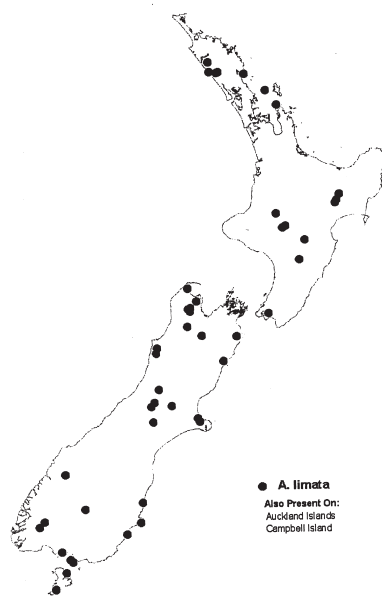 A. limata
Also Present On:
Auckland Islands
Campbell Island